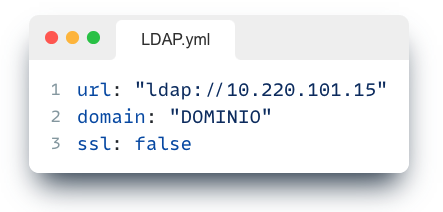 LDAP.yml
1 url: "ldap://10.220.101.15"
2 domain: "DOMINIO"
3 ssl: false